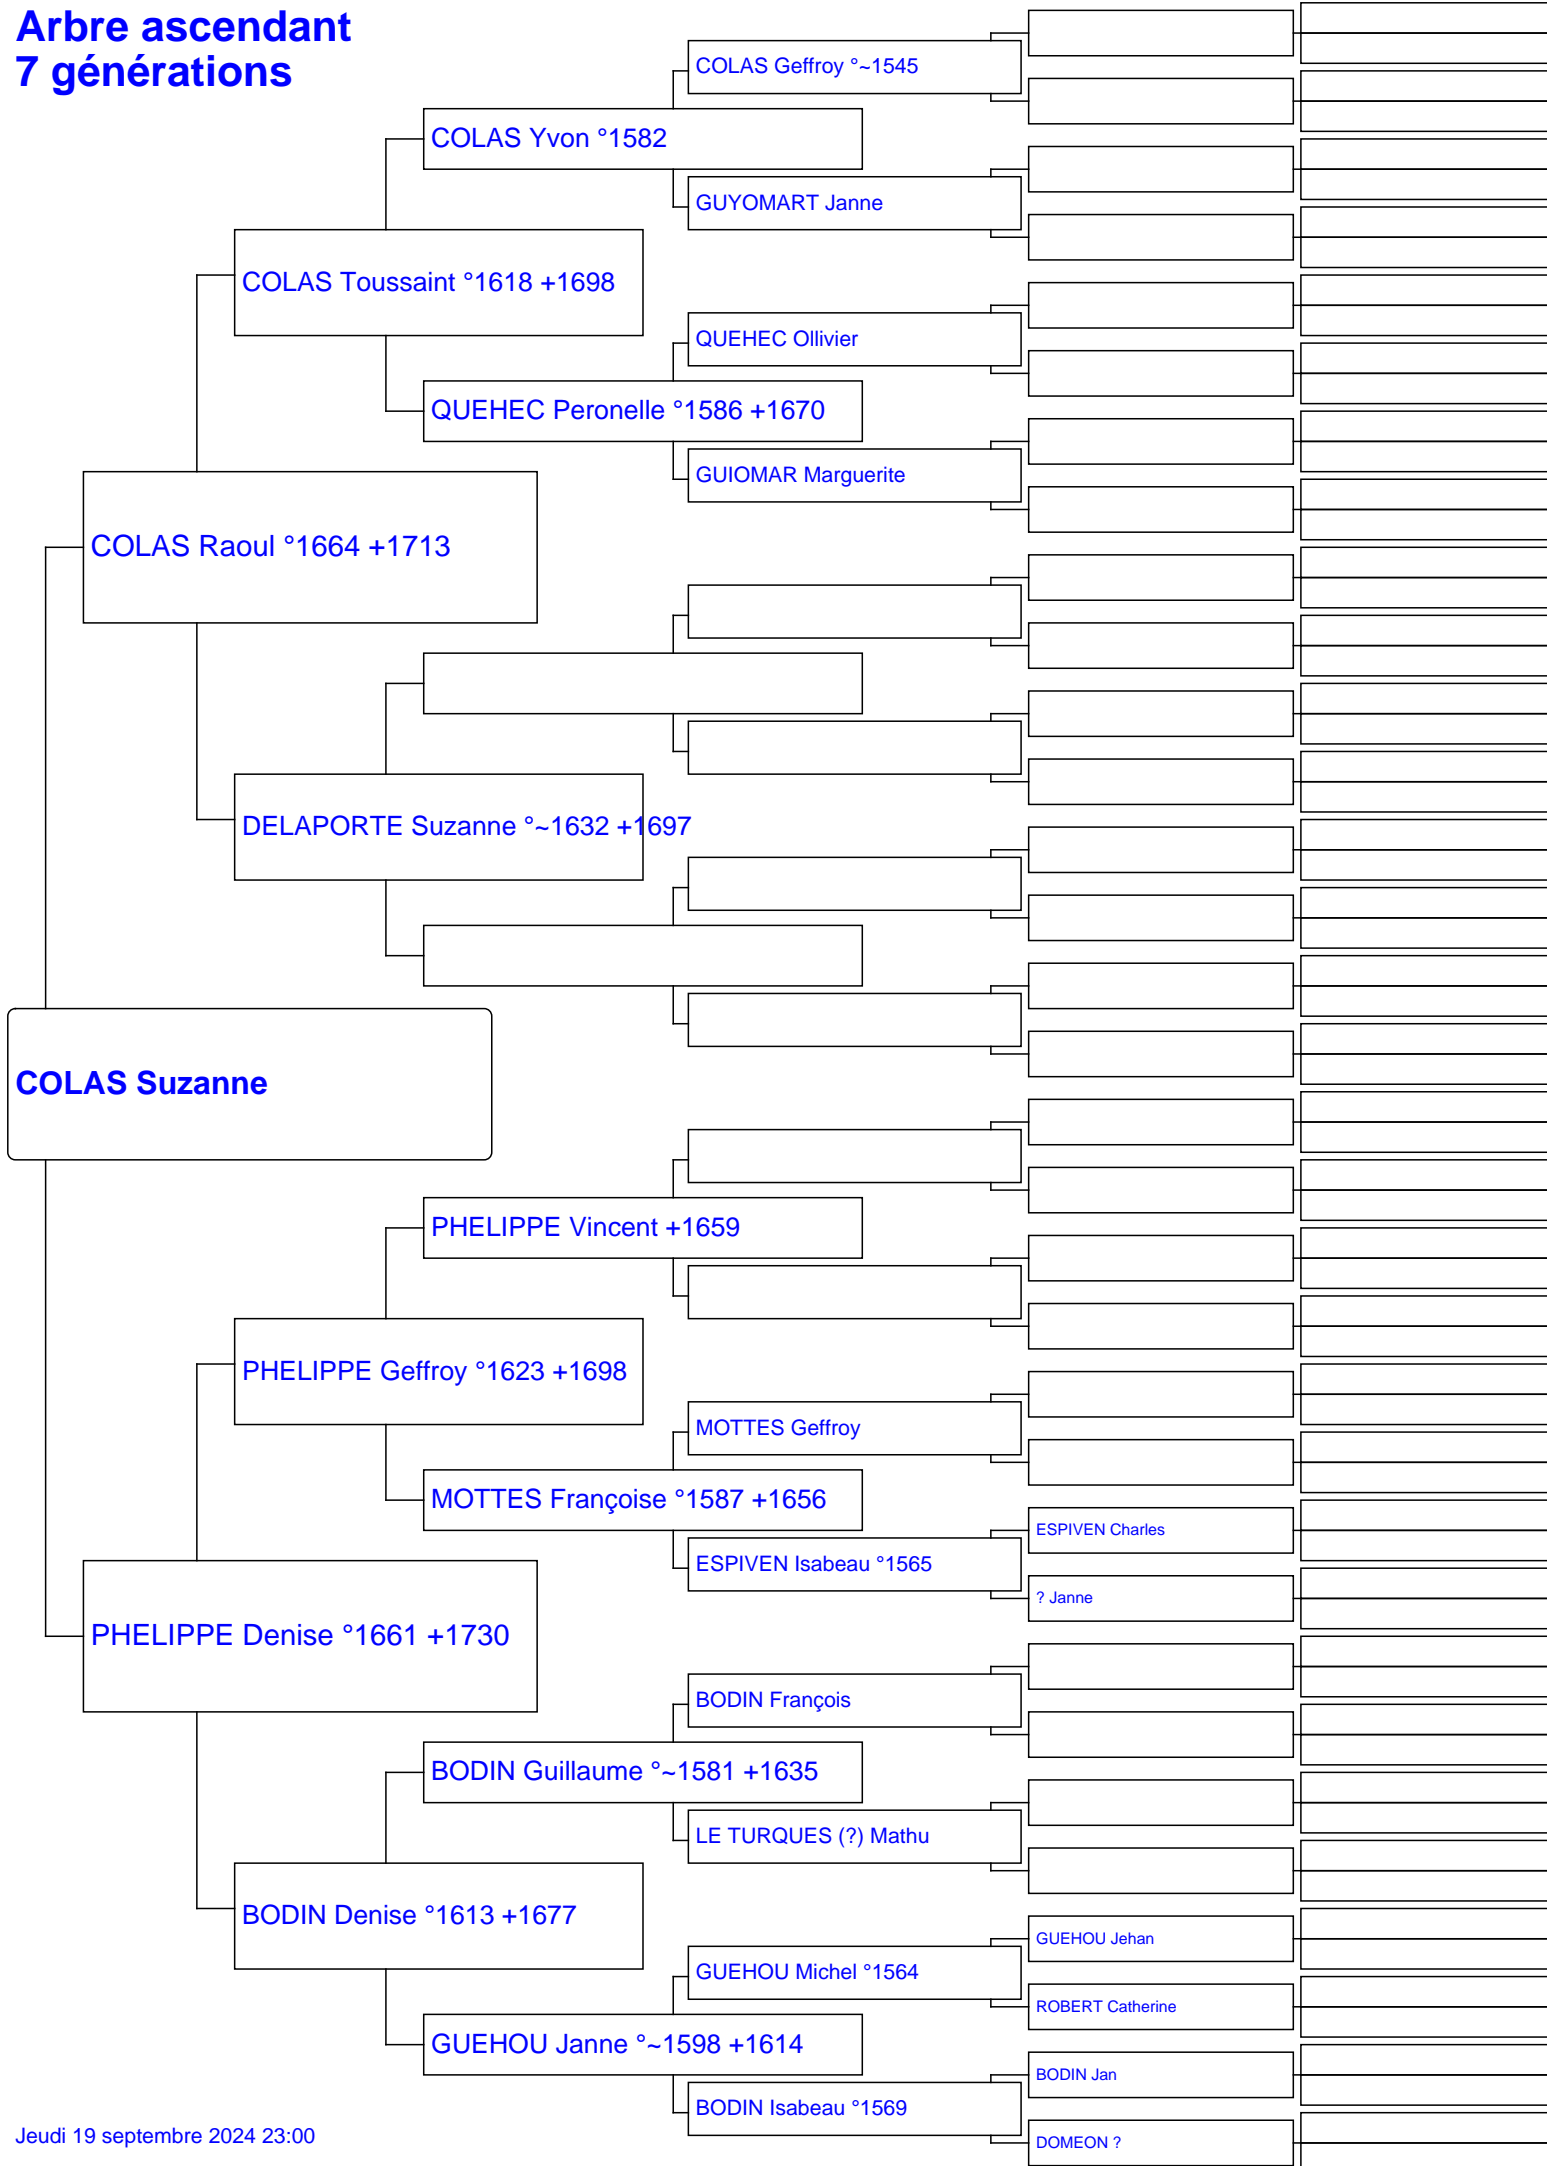 Arbre ascendant
7 générations
COLAS Geffroy °~1545
COLAS Yvon °1582
GUYOMART Janne
COLAS Toussaint °1618 +1698
QUEHEC Ollivier
QUEHEC Peronelle °1586 +1670
GUIOMAR Marguerite
COLAS Raoul °1664 +1713
DELAPORTE Suzanne °~1632 +1697
COLAS Suzanne
PHELIPPE Vincent +1659
PHELIPPE Geffroy °1623 +1698
MOTTES Geffroy
MOTTES Françoise °1587 +1656
ESPIVEN Charles
ESPIVEN Isabeau °1565
? Janne
PHELIPPE Denise °1661 +1730
BODIN François
BODIN Guillaume °~1581 +1635
LE TURQUES (?) Mathu
BODIN Denise °1613 +1677
GUEHOU Jehan
GUEHOU Michel °1564
ROBERT Catherine
GUEHOU Janne °~1598 +1614
BODIN Jan
BODIN Isabeau °1569
DOMEON ?
Jeudi 19 septembre 2024 23:00